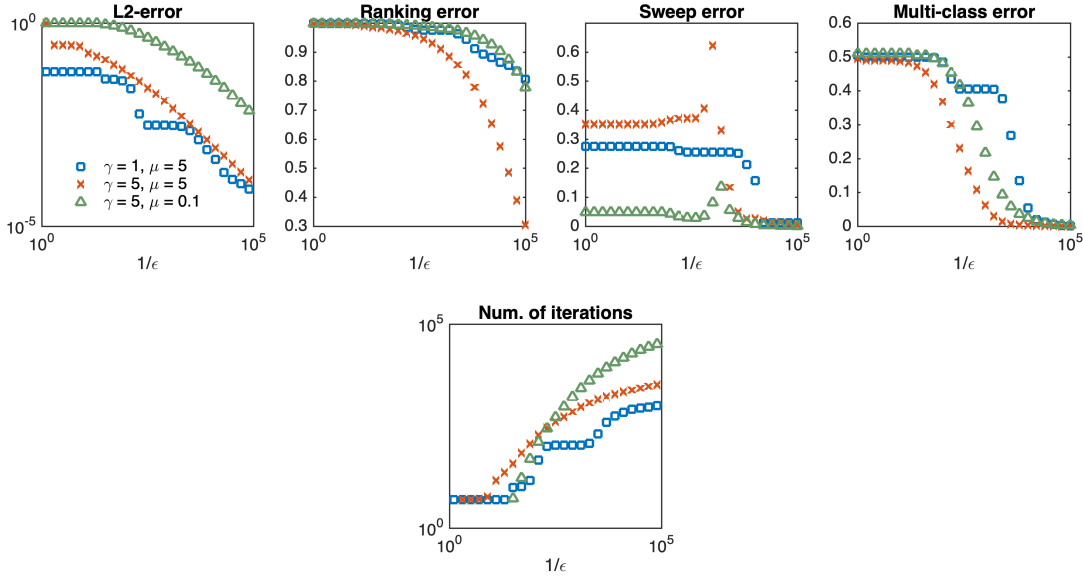 L2-error
10^0
10^-5
γ = 1, μ = 5
γ = 5, μ = 5
γ = 5, μ = 0.1
10^0
10^5
1/ϵ
Ranking error
0.9
0.8
0.7
0.6
0.5
0.4
0.3
10^0
10^5
1/ϵ
Sweep error
0.6
0.5
0.4
0.3
0.2
0.1
0
10^0
10^5
1/ϵ
Multi-class error
0.6
0.5
0.4
0.3
0.2
0.1
0
10^0
10^5
1/ϵ
Num. of iterations
10^5
10^0
10^0
10^5
1/ϵ